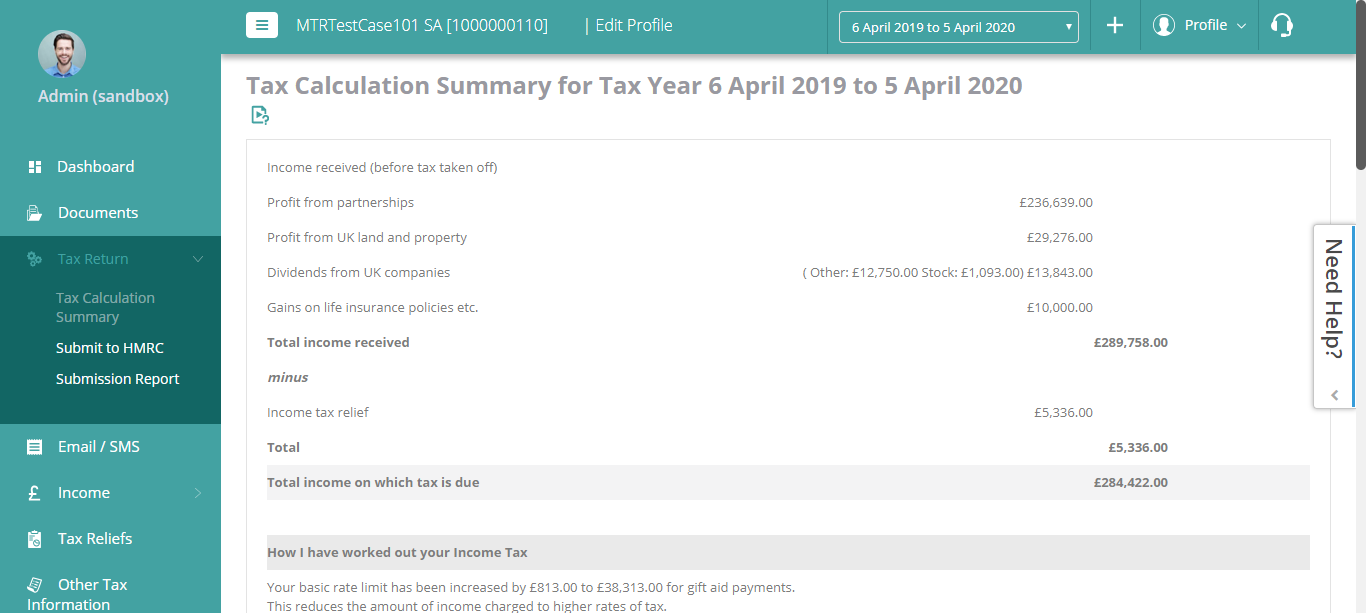 MTRTestCase101 SA [1000000110] | Edit Profile
6 April 2019 to 5 April 2020
Profile
Admin (sandbox)
Dashboard
Documents
Tax Return
Tax Calculation
Summary
Submit to HMRC
Submission Report
Email / SMS
£ Income
Tax Reliefs
Other Tax
Information
Tax Calculation Summary for Tax Year 6 April 2019 to 5 April 2020
Income received (before tax taken off)
Profit from partnerships £236,639.00
Profit from UK land and property £29,276.00
Dividends from UK companies ( Other: £12,750.00 Stock: £1,093.00) £13,843.00
Gains on life insurance policies etc. £10,000.00
Total income received £289,758.00
minus
Income tax relief £5,336.00
Total £5,336.00
Total income on which tax is due £284,422.00
How I have worked out your Income Tax
Your basic rate limit has been increased by £813.00 to £38,313.00 for gift aid payments.
This reduces the amount of income charged to higher rates of tax.
Need Help?